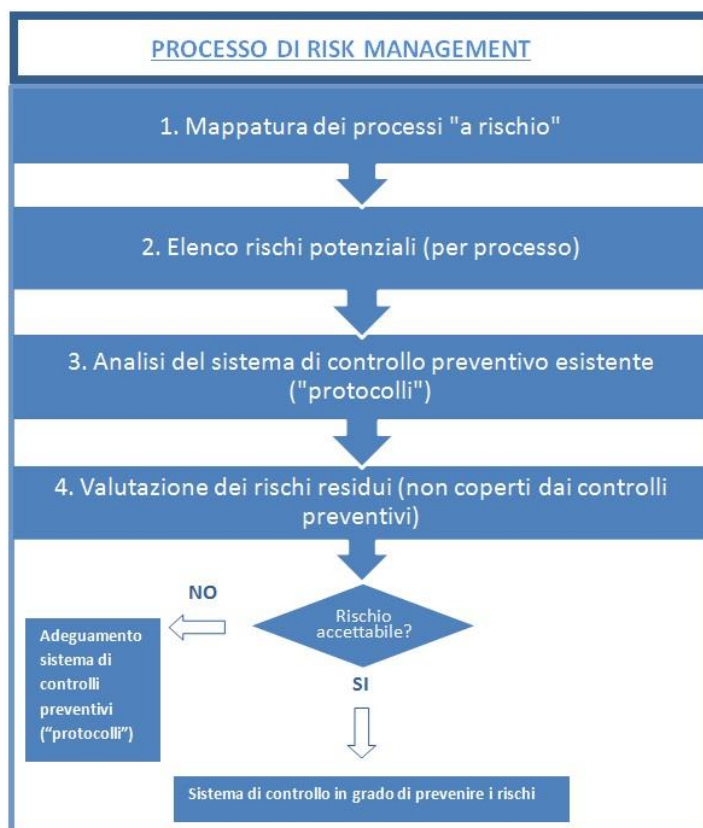 PROCESSO DI RISK MANAGEMENT
1. Mappatura dei processi "a rischio"
2. Elenco rischi potenziali (per processo)
3. Analisi del sistema di controllo preventivo esistente
("protocolli")
4. Valutazione dei rischi residui (non coperti dai controlli
preventivi)
Rischio
accettabile?
NO
Adeguamento
sistema di
controlli
preventivi
(“protocolli”)
SI
Sistema di controllo in grado di prevenire i rischi